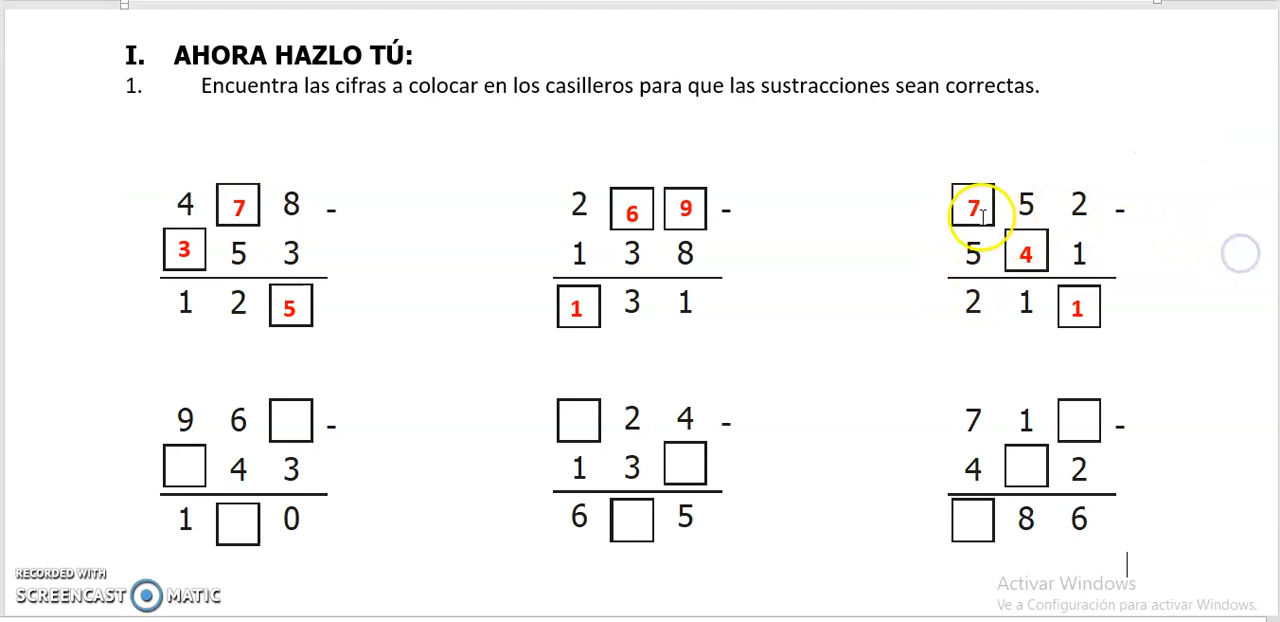 I. AHORA HAZLO TÚ:
1. Encuentra las cifras a colocar en los casilleros para que las sustracciones sean correctas.
4 7 8 - 2 6 9 - 7 5 2 -
3 5 3 1 3 8 5 4 1
1 2 5 1 3 1 2 1 1
9 6 - 2 4 - 7 1 -
4 3 1 3 4 2
1 0 6 5 8 6
RECORDED WITH
SCREENCAST MATIC
Activar Windows
Ve a Configuración para activar Windows.